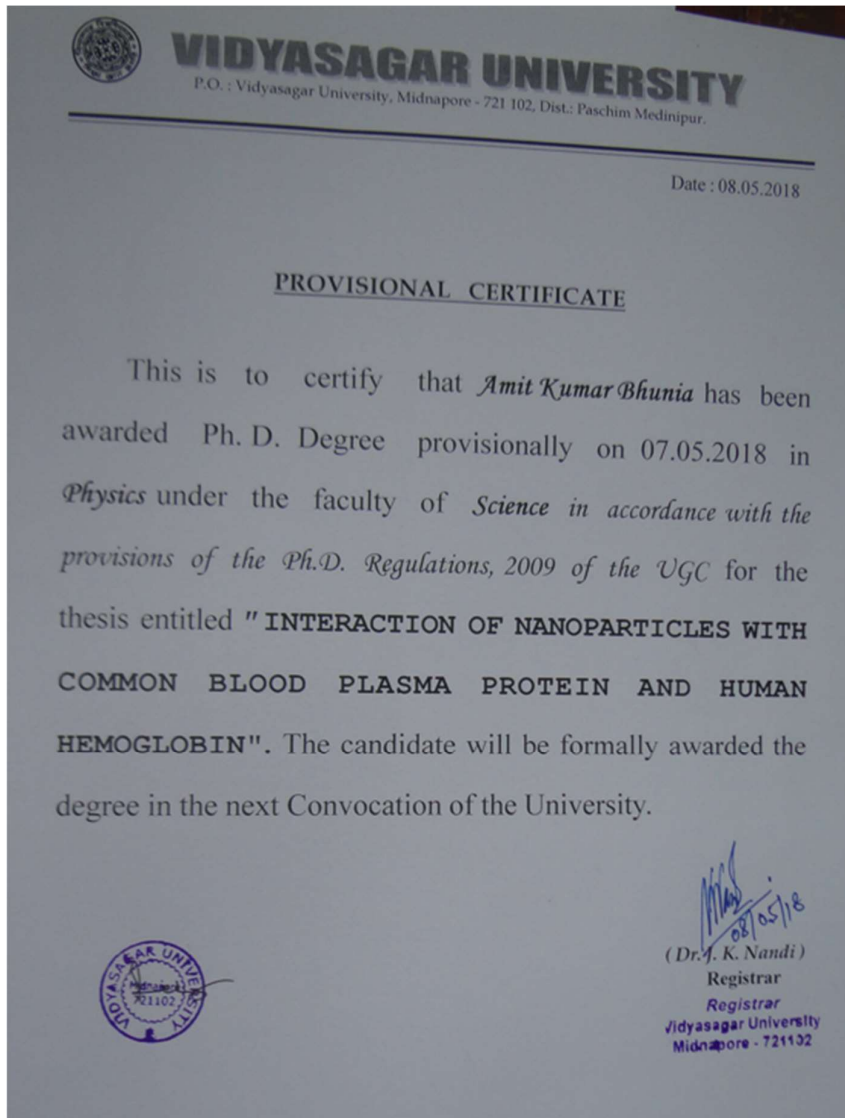 VIDYASAGAR UNIVERSITY
P.O. : Vidyasagar University, Midnapore - 721 102, Dist.: Paschim Medinipur.
Date : 08.05.2018
PROVISIONAL CERTIFICATE
This is to certify that Amit Kumar Bhunia has been
awarded Ph. D. Degree provisionally on 07.05.2018 in
Physics under the faculty of Science in accordance with the
provisions of the Ph.D. Regulations, 2009 of the UGC for the
thesis entitled "INTERACTION OF NANOPARTICLES WITH
COMMON BLOOD PLASMA PROTEIN AND HUMAN
HEMOGLOBIN". The candidate will be formally awarded the
degree in the next Convocation of the University.
08/05/18
(Dr. J. K. Nandi)
Registrar
Registrar
Vidyasagar University
Midnapore - 721102
VIDYASAGAR UNIVERSITY
Midnapore
721102